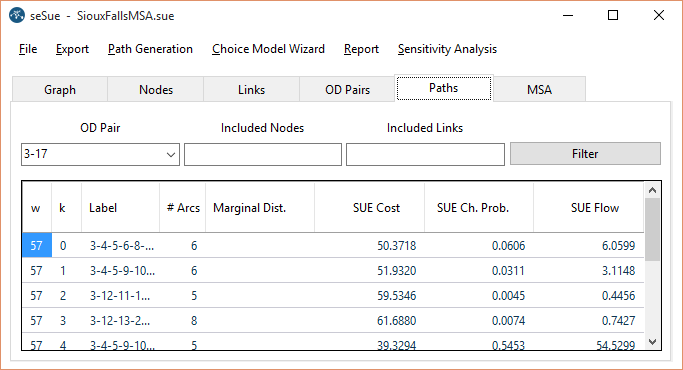 seSue - SiouxFallsMSA.sue
File Export Path Generation Choice Model Wizard Report Sensitivity Analysis
Graph Nodes Links OD Pairs Paths MSA
OD Pair Included Nodes Included Links
3-17 Filter
w k Label # Arcs Marginal Dist. SUE Cost SUE Ch. Prob. SUE Flow
57 0 3-4-5-6-8-... 6 50.3718 0.0606 6.0599
57 1 3-4-5-9-10... 6 51.9320 0.0311 3.1148
57 2 3-12-11-1... 5 59.5346 0.0045 0.4456
57 3 3-12-13-2... 8 61.6880 0.0074 0.7427
57 4 3-4-5-9-10... 5 39.3294 0.5453 54.5299